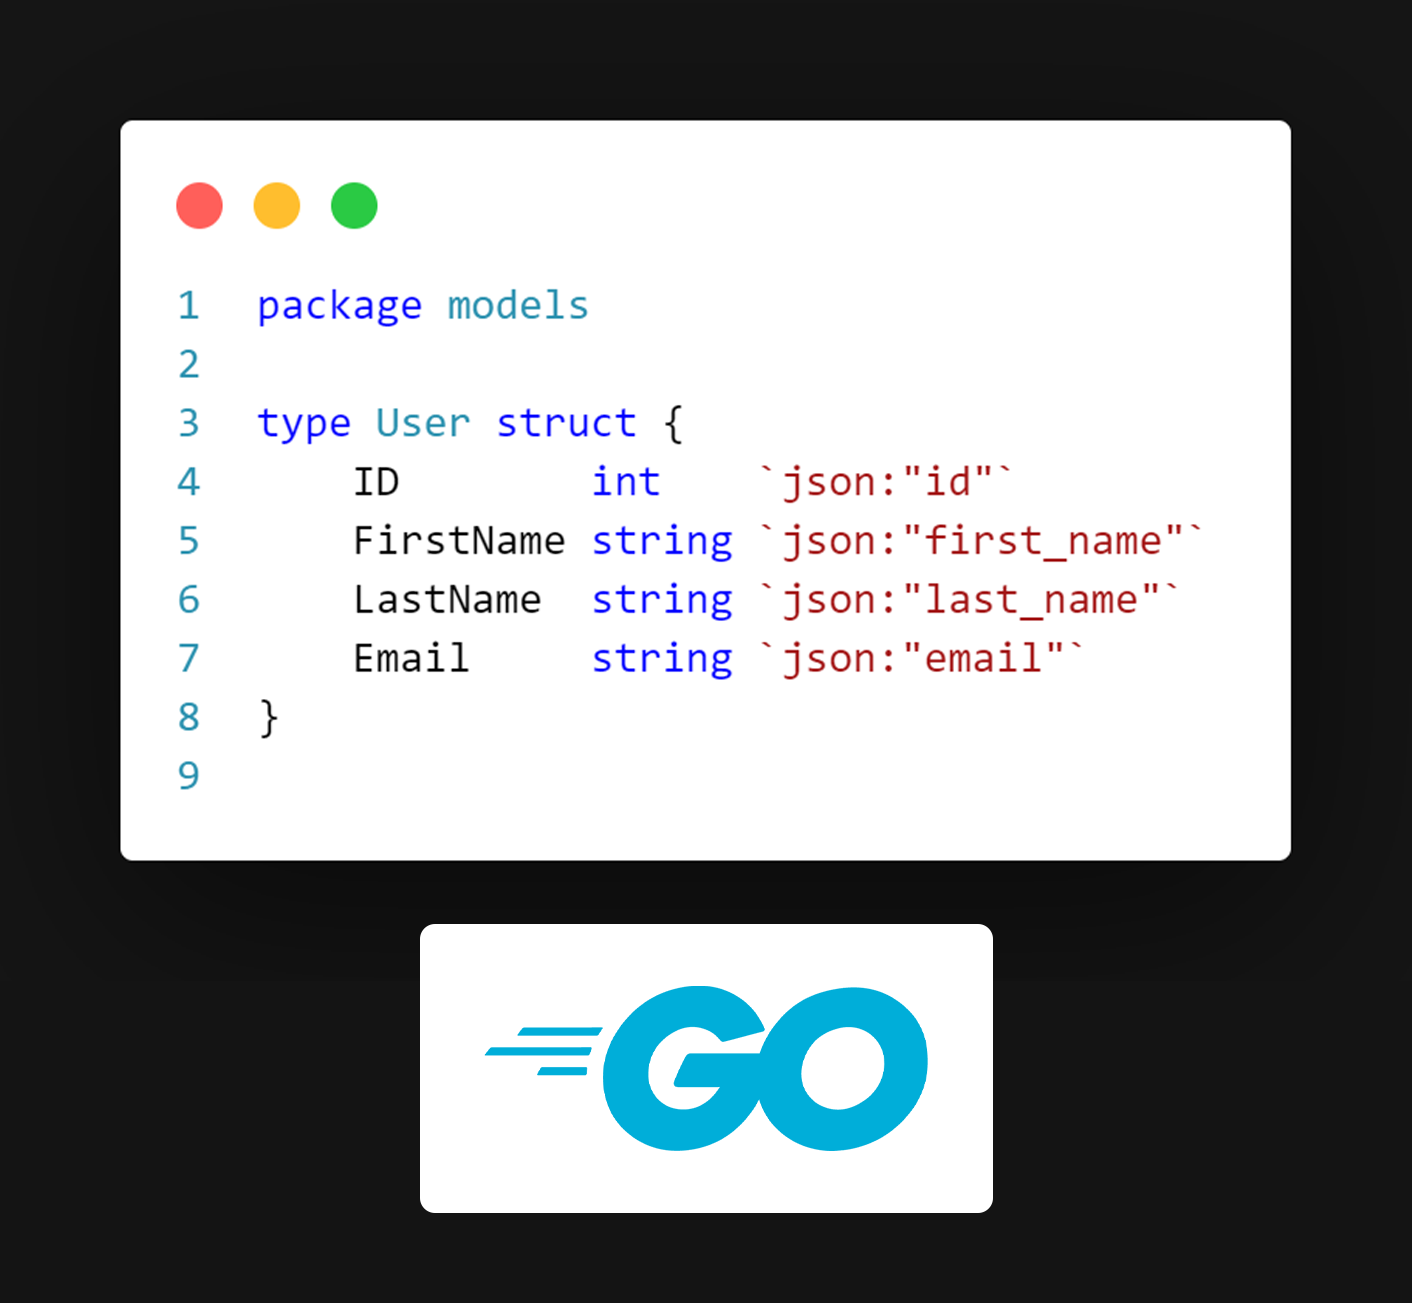 1 package models
2
3 type User struct {
4     ID        int    `json:"id"`
5     FirstName string `json:"first_name"`
6     LastName  string `json:"last_name"`
7     Email     string `json:"email"`
8 }
9
GO